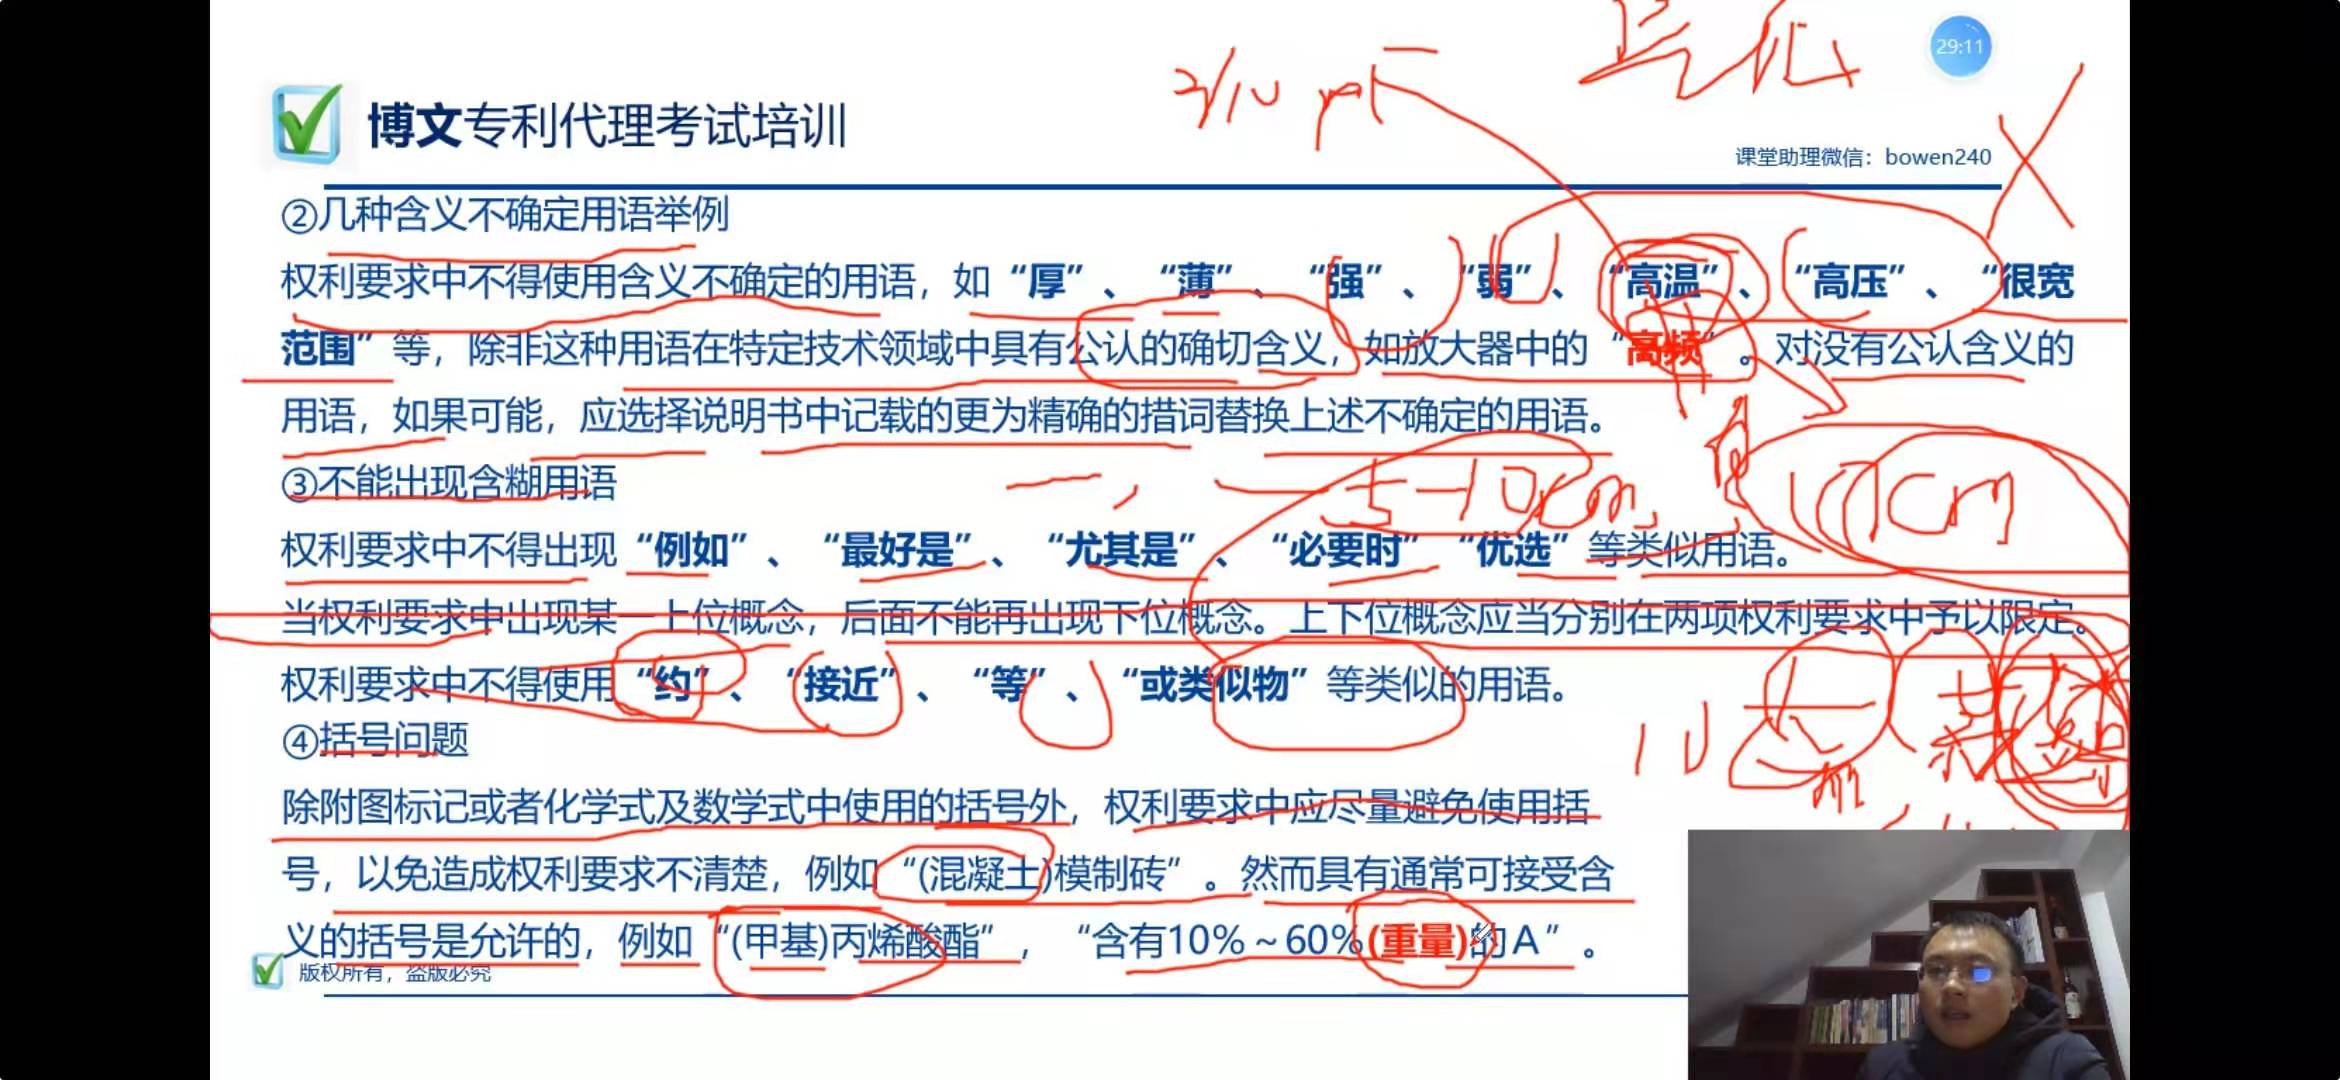 29:11
博文专利代理考试培训
课堂助理微信：bowen240
②几种含义不确定用语举例
权利要求中不得使用含义不确定的用语，如“厚”、“薄”、“强”、“弱”、“高温”、“高压”、“很宽
范围”等，除非这种用语在特定技术领域中具有公认的确切含义，如放大器中的“高频”。对没有公认含义的
用语，如果可能，应选择说明书中记载的更为精确的措词替换上述不确定的用语。
③不能出现含糊用语
5-10cm,
权利要求中不得出现“例如”、“最好是”、“尤其是”、“必要时”“优选”等类似用语。
当权利要求中出现某一上位概念，后面不能再出现下位概念。上下位概念应当分别在两项权利要求中予以限定。
权利要求中不得使用“约”、“接近”、“等”、“或类似物”等类似的用语。
④括号问题
除附图标记或者化学式及数学式中使用的括号外，权利要求中应尽量避免使用括
号，以免造成权利要求不清楚，例如“(混凝土)模制砖”。然而具有通常可接受含
义的括号是允许的，例如“(甲基)丙烯酸酯”，“含有10%～60%(重量)的A”。
版权所有，盗版必究